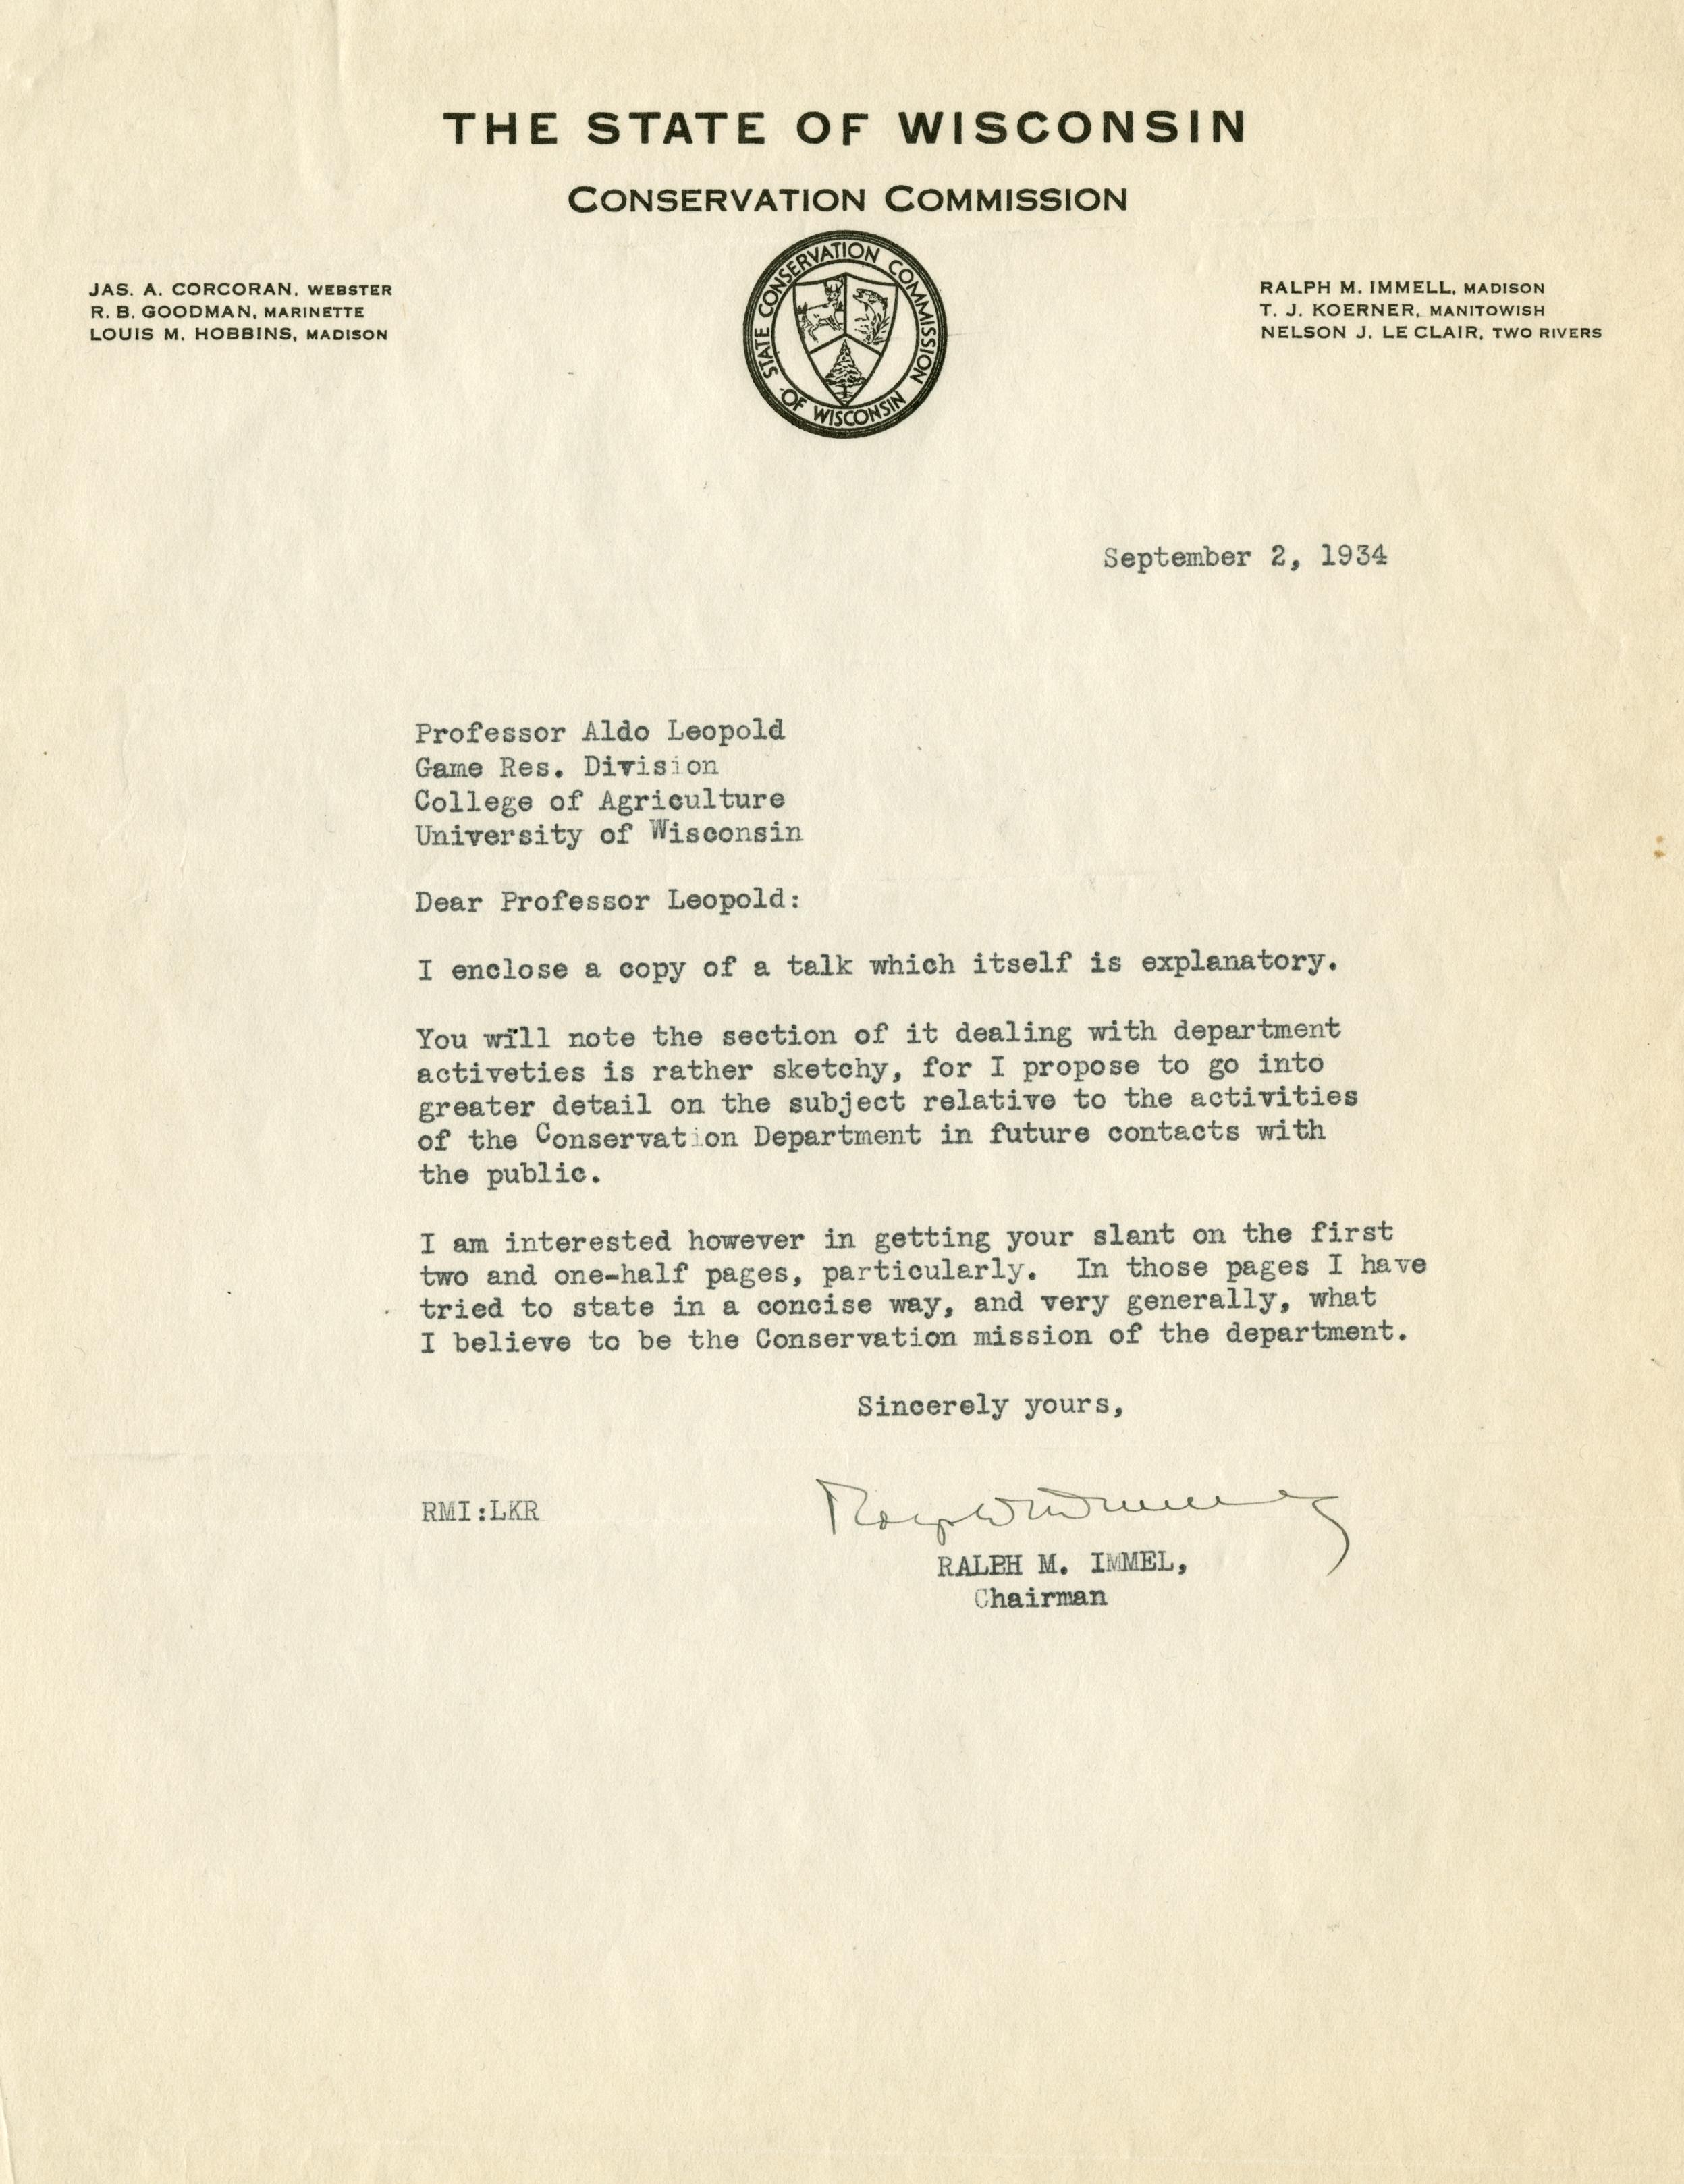 THE STATE OF WISCONSIN
CONSERVATION COMMISSION
JAS. A. CORCORAN, WEBSTER
R. B. GOODMAN, MARINETTE
LOUIS M. HOBBINS, MADISON
STATE CONSERVATION COMMISSION
OF WISCONSIN
RALPH M. IMMELL, MADISON
T. J. KOERNER, MANITOWISH
NELSON J. LE CLAIR, TWO RIVERS
September 2, 1934
Professor Aldo Leopold
Game Res. Division
College of Agriculture
University of Wisconsin
Dear Professor Leopold:
I enclose a copy of a talk which itself is explanatory.
You will note the section of it dealing with department
activeties is rather sketchy, for I propose to go into
greater detail on the subject relative to the activities
of the Conservation Department in future contacts with
the public.
I am interested however in getting your slant on the first
two and one-half pages, particularly. In those pages I have
tried to state in a concise way, and very generally, what
I believe to be the Conservation mission of the department.
Sincerely yours,
Ralph M Immell
RMI:LKR
RALPH M. IMMEL,
Chairman